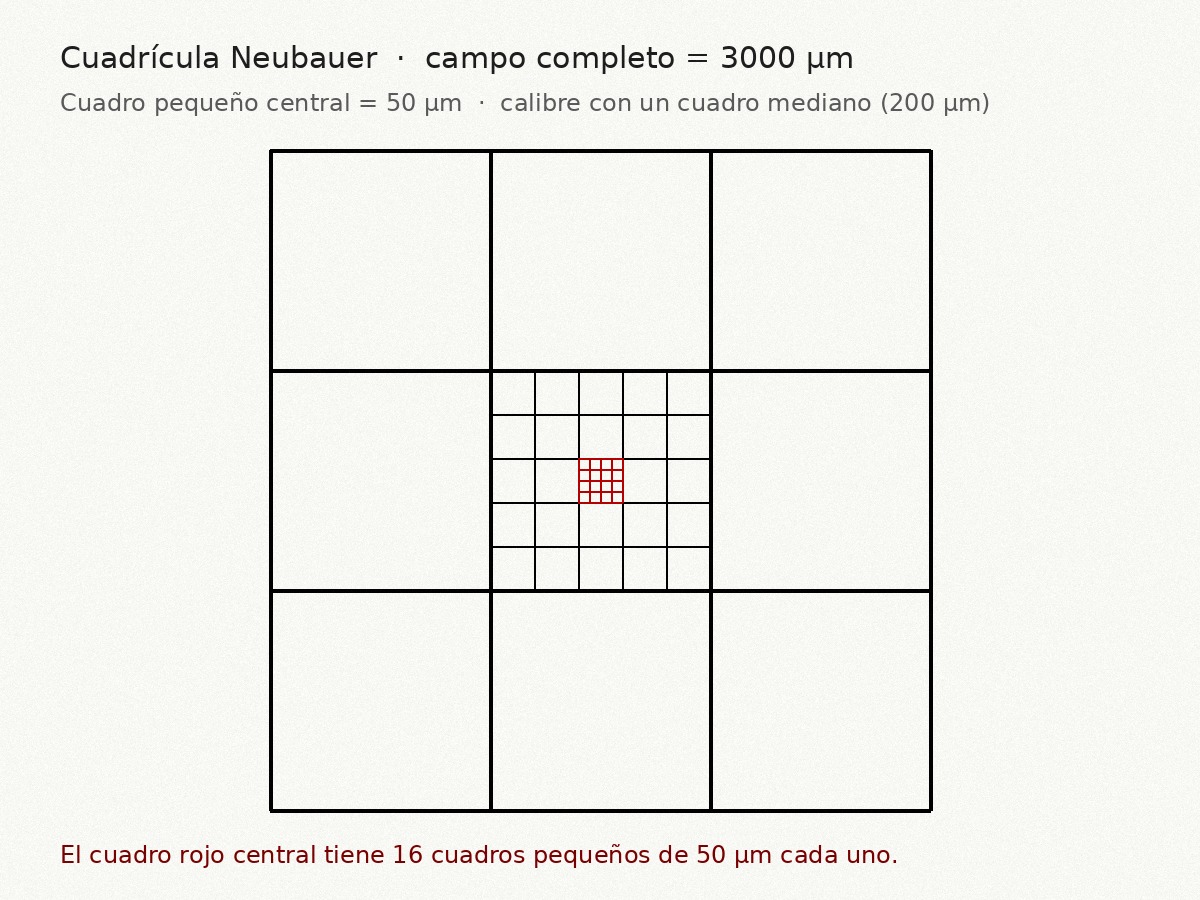 Cuadrícula Neubauer · campo completo = 3000 µm
Cuadro pequeño central = 50 µm · calibre con un cuadro mediano (200 µm)
El cuadro rojo central tiene 16 cuadros pequeños de 50 µm cada uno.